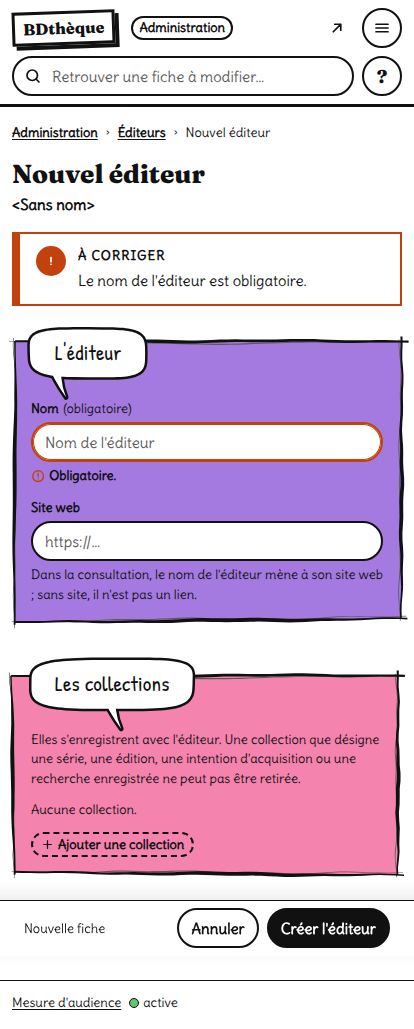 BDthèque
Administration
Retrouver une fiche à modifier...
?
Administration › Éditeurs › Nouvel éditeur
Nouvel éditeur
<Sans nom>
!
À CORRIGER
Le nom de l'éditeur est obligatoire.
L'éditeur
Nom (obligatoire)
Nom de l'éditeur
Obligatoire.
Site web
https://...
Dans la consultation, le nom de l'éditeur mène à son site web
; sans site, il n'est pas un lien.
Les collections
Elles s'enregistrent avec l'éditeur. Une collection que désigne
une série, une édition, une intention d'acquisition ou une
recherche enregistrée ne peut pas être retirée.
Aucune collection.
+ Ajouter une collection
Nouvelle fiche
Annuler
Créer l'éditeur
Mesure d'audience
active